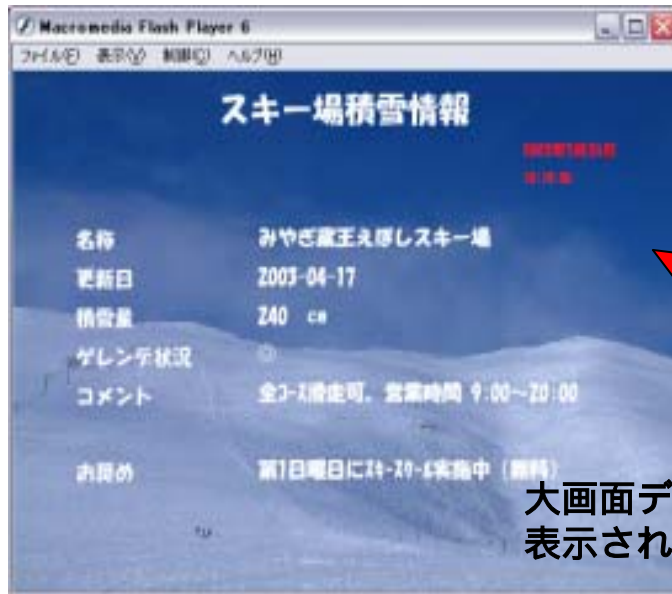 Macromedia Flash Player 6
ファイル(F) 表示(V) 制御(C) ヘルプ(H)
スキー場積雪情報
名称 みやぎ蔵王えぼしスキー場
更新日 2003-04-17
積雪量 240 cm
ゲレンデ状況 ◎
コメント 全コース滑走可, 営業時間 9:00~20:00
お奨め 第1日曜日にスキースクール実施中 (無料)
大画面デ
表示され